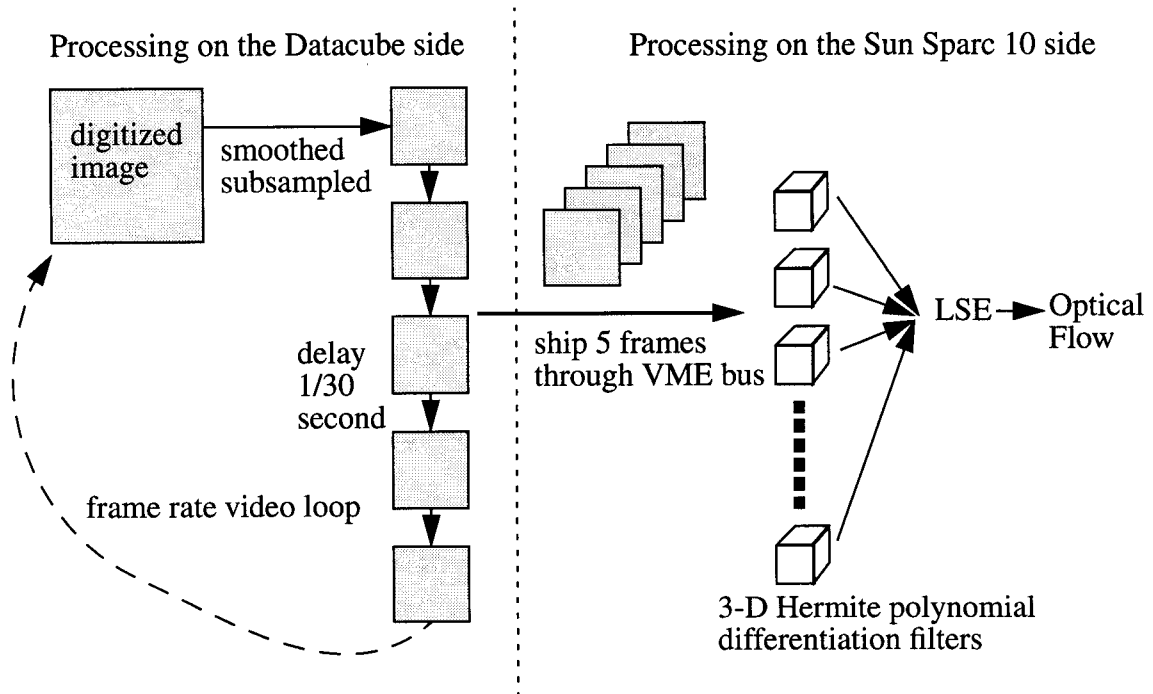 Processing on the Datacube side
Processing on the Sun Sparc 10 side
digitized
image
smoothed
subsampled
delay
1/30
second
frame rate video loop
ship 5 frames
through VME bus
LSE
Optical
Flow
3-D Hermite polynomial
differentiation filters